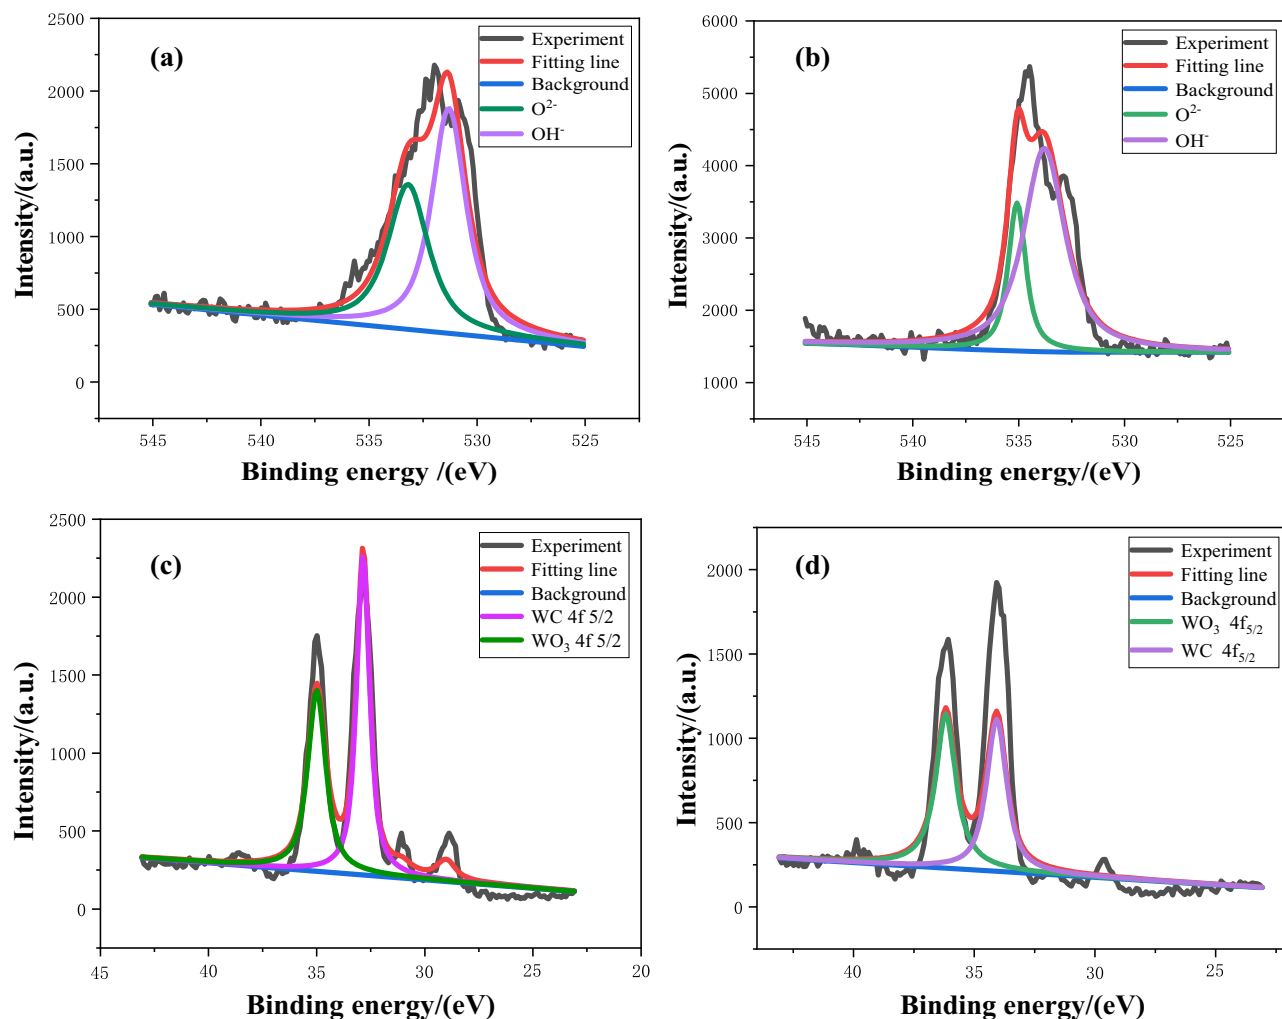 (a)
Experiment
Fitting line
Background
O²⁻
OH⁻
2500
2000
1500
1000
500
0
545
540
535
530
525
Intensity/(a.u.)
Binding energy /(eV)
(b)
Experiment
Fitting line
Background
O²⁻
OH⁻
6000
5000
4000
3000
2000
1000
545
540
535
530
525
Intensity/(a.u.)
Binding energy/(eV)
(c)
Experiment
Fitting line
Background
WC 4f 5/2
WO₃ 4f 5/2
2500
2000
1500
1000
500
0
45
40
35
30
25
20
Intensity/(a.u.)
Binding energy/(eV)
(d)
Experiment
Fitting line
Background
WO₃ 4f₅/₂
WC 4f₅/₂
2000
1500
1000
500
0
40
35
30
25
Intensity/(a.u.)
Binding energy/(eV)